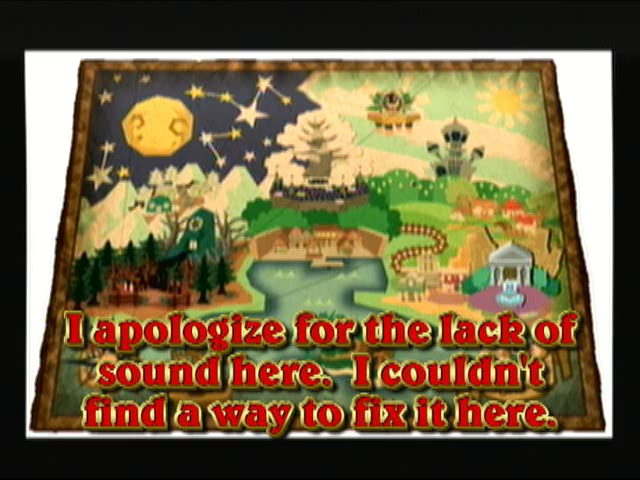 I apologize for the lack of
sound here.  I couldn't
find a way to fix it here.